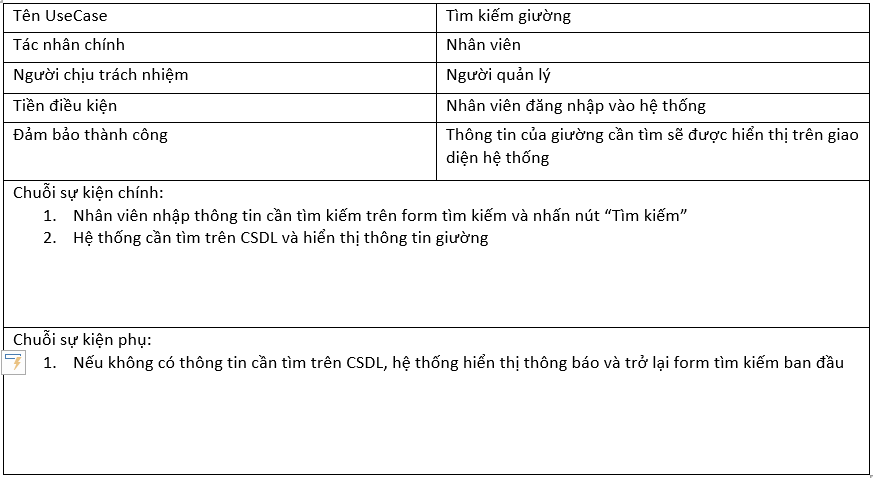 Tên UseCase
Tìm kiếm giường
Tác nhân chính
Nhân viên
Người chịu trách nhiệm
Người quản lý
Tiền điều kiện
Nhân viên đăng nhập vào hệ thống
Đảm bảo thành công
Thông tin của giường cần tìm sẽ được hiển thị trên giao
diện hệ thống
Chuỗi sự kiện chính:
1. Nhân viên nhập thông tin cần tìm kiếm trên form tìm kiếm và nhấn nút “Tìm kiếm”
2. Hệ thống cần tìm trên CSDL và hiển thị thông tin giường
Chuỗi sự kiện phụ:
1. Nếu không có thông tin cần tìm trên CSDL, hệ thống hiển thị thông báo và trở lại form tìm kiếm ban đầu